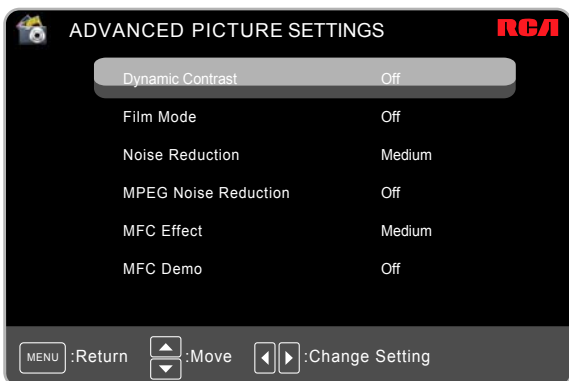 ADVANCED PICTURE SETTINGS RCA
Dynamic Contrast Off
Film Mode Off
Noise Reduction Medium
MPEG Noise Reduction Off
MFC Effect Medium
MFC Demo Off
MENU :Return :Move :Change Setting